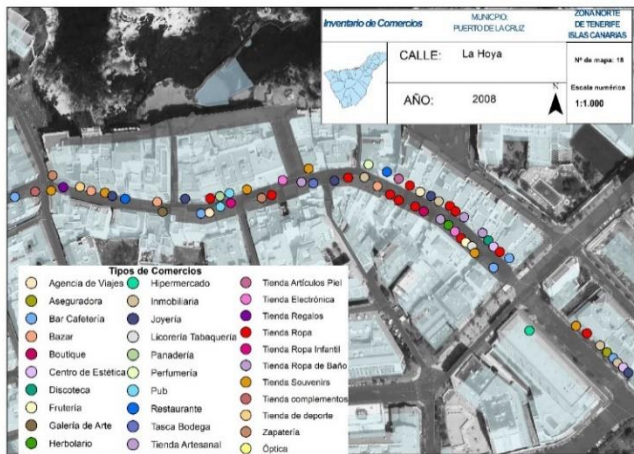 Inventario de Comercios
MUNICIPIO:
PUERTO DE LA CRUZ
ZONA NORTE
DE TENERIFE
ISLAS CANARIAS
CALLE: La Hoya
Nº de mapa: 16
AÑO: 2008
N
Escala numérica
1:1.000
Tipos de Comercios
Agencia de Viajes
Aseguradora
Bar Cafetería
Bazar
Boutique
Centro de Estética
Discoteca
Frutería
Galería de Arte
Herbolario
Hipermercado
Inmobiliaria
Joyería
Licorería Tabaquería
Panadería
Perfumería
Pub
Restaurante
Tasca Bodega
Tienda Artesanal
Tienda Artículos Piel
Tienda Electrónica
Tienda Regalos
Tienda Ropa
Tienda Ropa Infantil
Tienda Ropa de Baño
Tienda Souvenirs
Tienda complementos
Tienda de deporte
Zapatería
Óptica